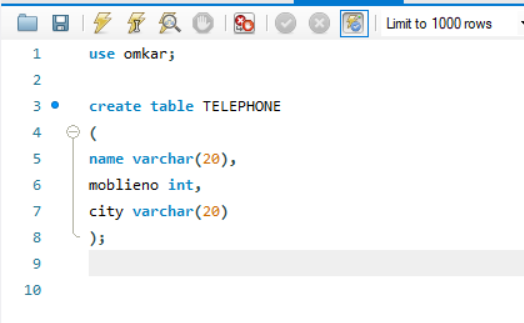 Limit to 1000 rows
1 use omkar;
2
3 create table TELEPHONE
4 (
5 name varchar(20),
6 moblieno int,
7 city varchar(20)
8 );
9
10